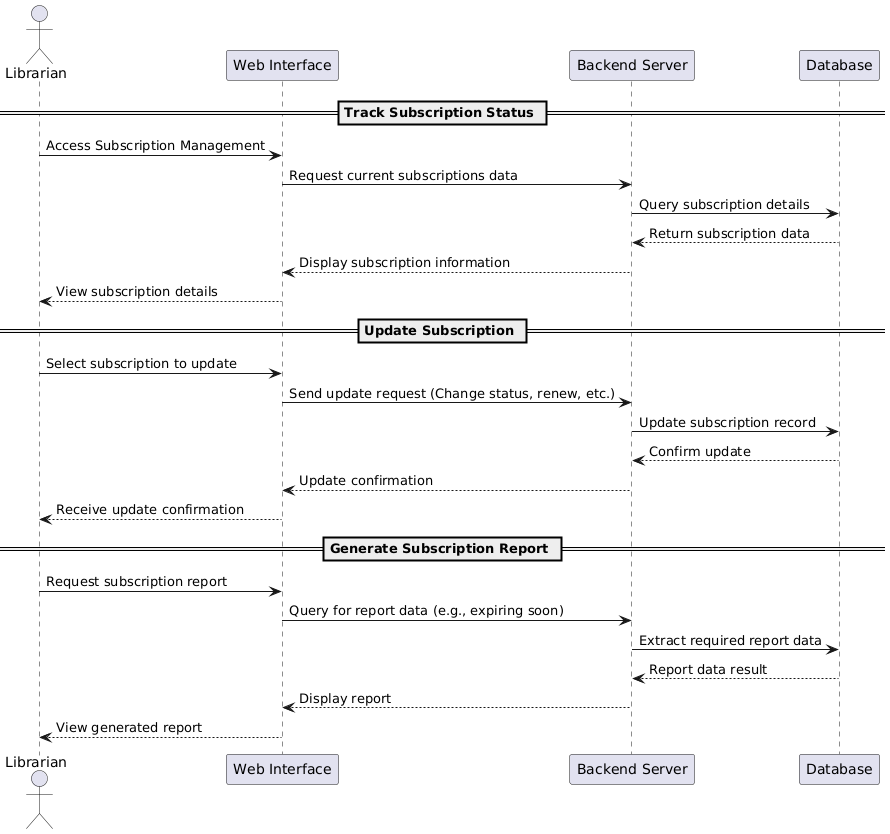 Librarian
Web Interface
Backend Server
Database
Track Subscription Status
Access Subscription Management
Request current subscriptions data
Query subscription details
Return subscription data
Display subscription information
View subscription details
Update Subscription
Select subscription to update
Send update request (Change status, renew, etc.)
Update subscription record
Confirm update
Update confirmation
Receive update confirmation
Generate Subscription Report
Request subscription report
Query for report data (e.g., expiring soon)
Extract required report data
Report data result
Display report
View generated report
Librarian
Web Interface
Backend Server
Database